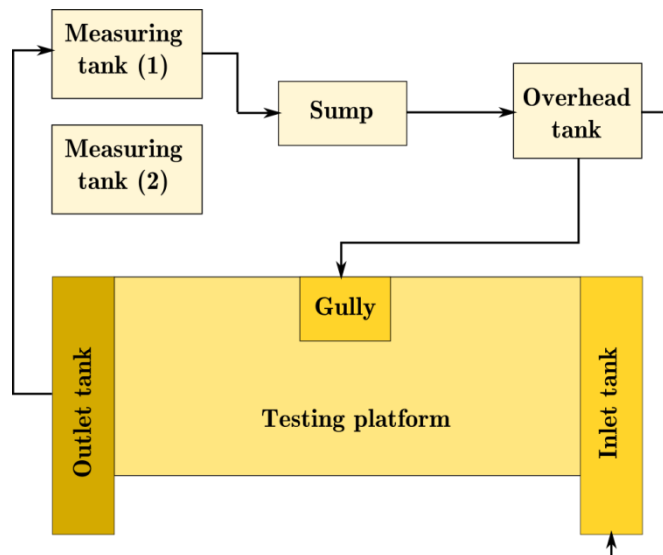 Measuring
tank (1)
Sump
Overhead
tank
Measuring
tank (2)
Gully
Outlet tank
Testing platform
Inlet tank